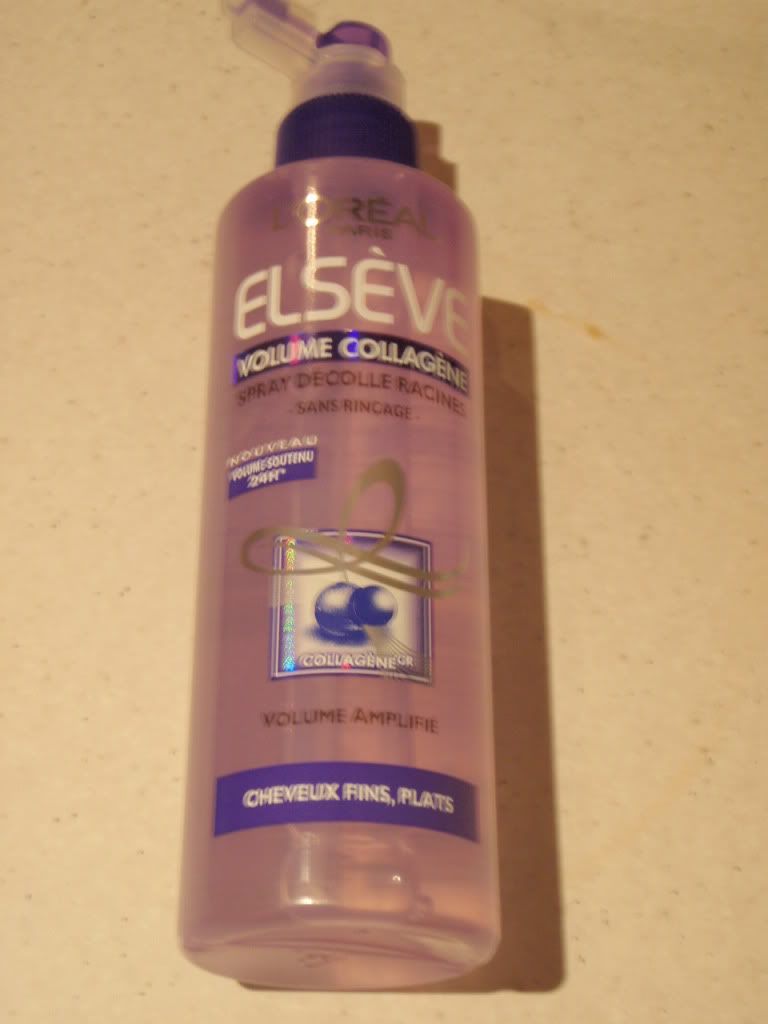 L'ORÉAL
PARIS
ELSÈVE
VOLUME COLLAGÈNE
SPRAY DÉCOLLE RACINES
- SANS RINÇAGE -
NOUVEAU
VOLUME SOUTENU
24H*
COLLAGÈNE GR
VOLUME AMPLIFIÉ
CHEVEUX FINS, PLATS